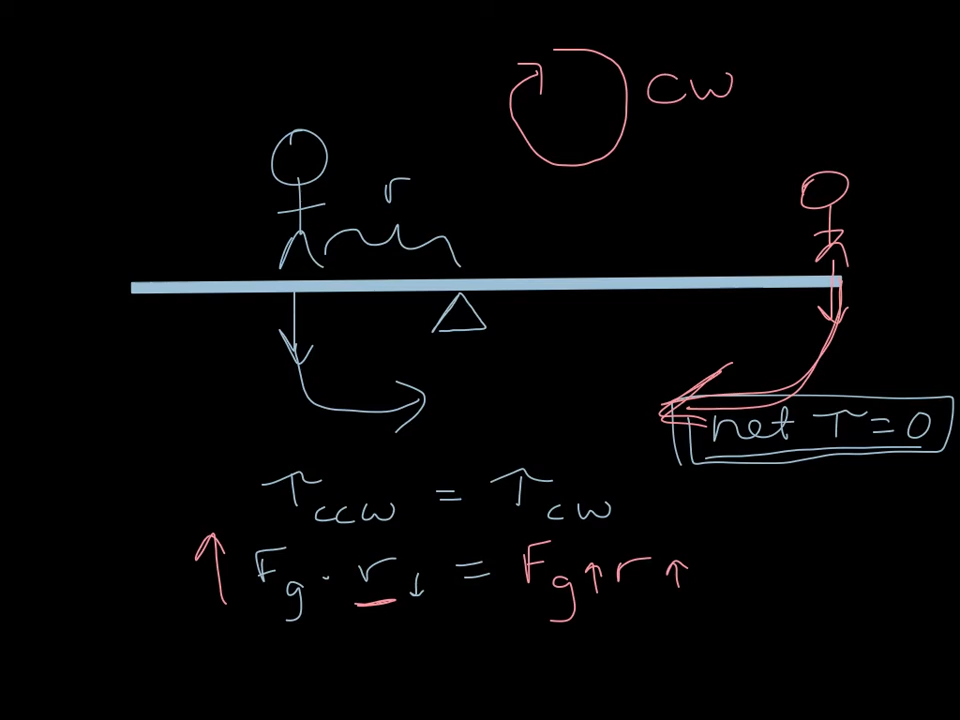 CW
r
net τ = 0
τccw = τcw
↑ Fg · r ↓ = Fg ↑ r ↑